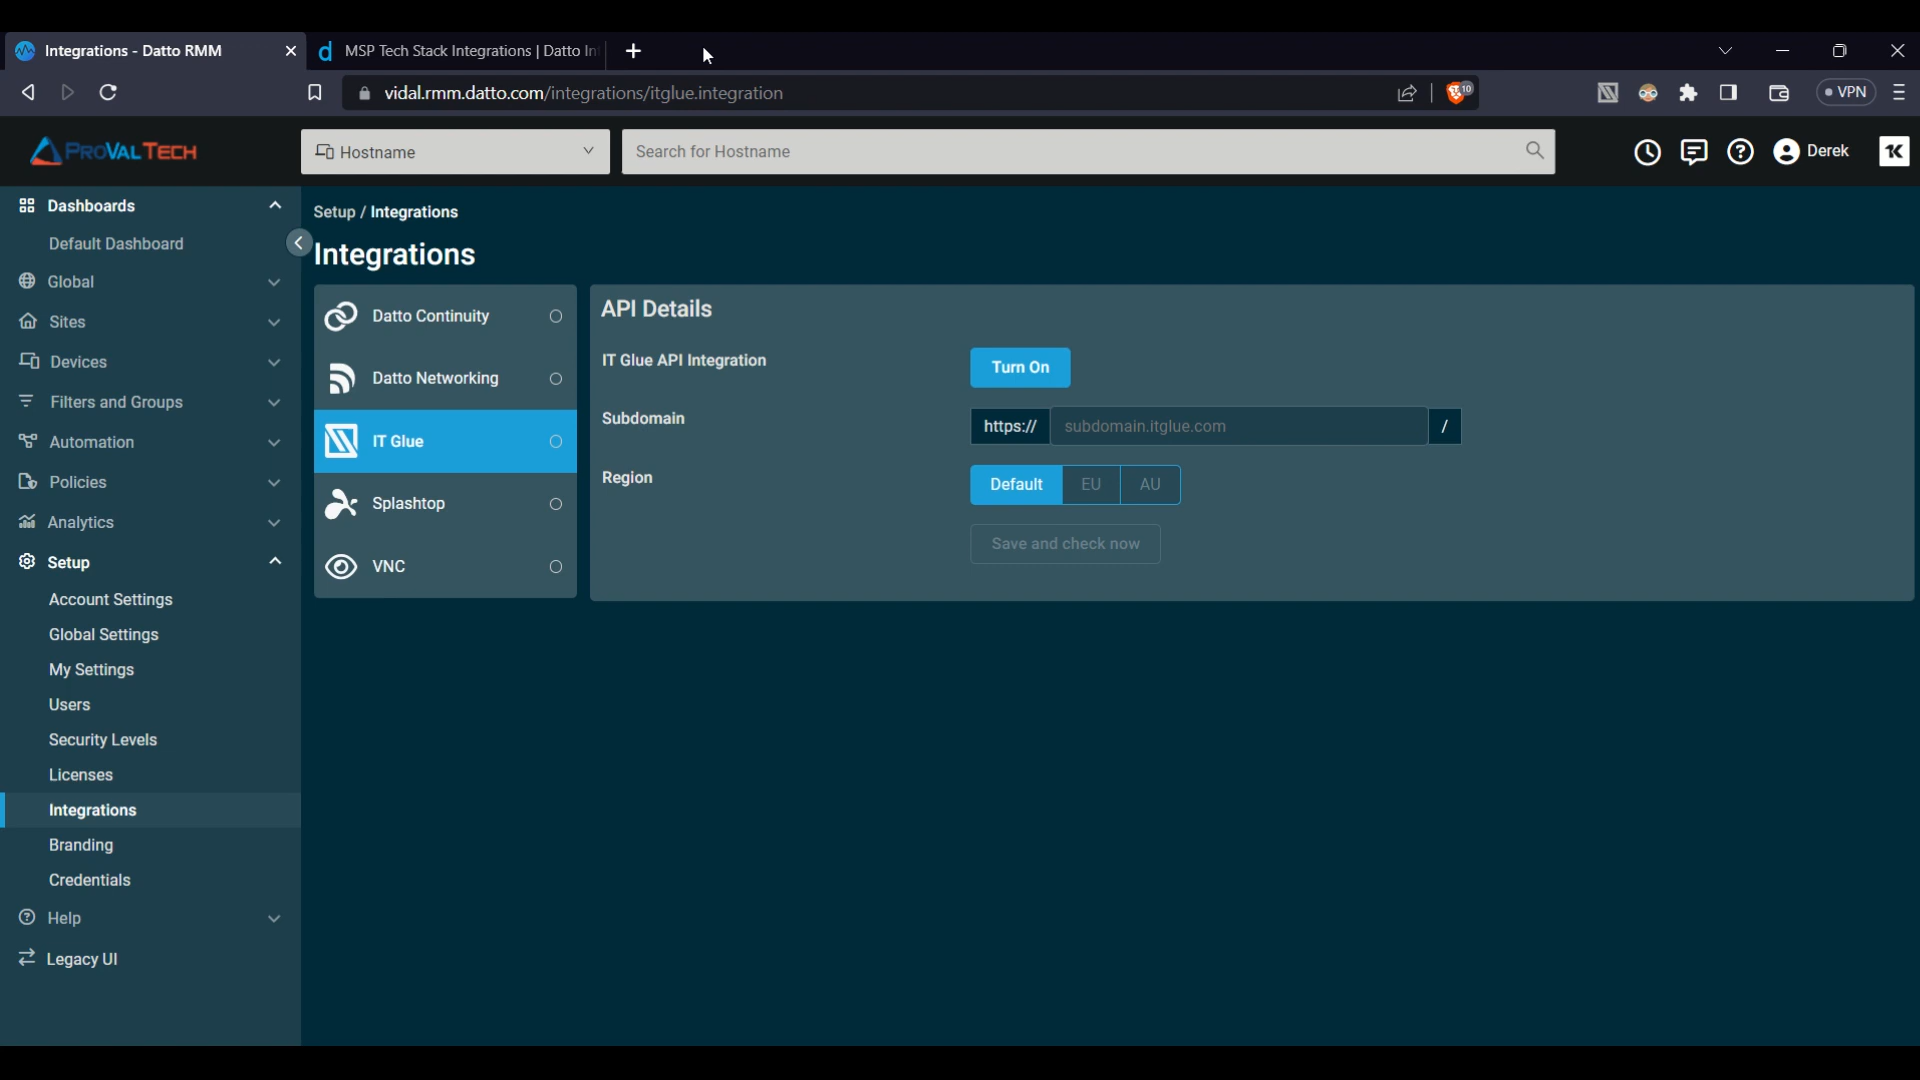 Integrations - Datto RMM
MSP Tech Stack Integrations | Datto In
vidal.rmm.datto.com/integrations/itglue.integration
10
VPN
PROVALTECH
Hostname
Search for Hostname
Derek
K
Dashboards
Default Dashboard
Global
Sites
Devices
Filters and Groups
Automation
Policies
Analytics
Setup
Account Settings
Global Settings
My Settings
Users
Security Levels
Licenses
Integrations
Branding
Credentials
Help
Legacy UI
Setup / Integrations
Integrations
Datto Continuity
Datto Networking
IT Glue
Splashtop
VNC
API Details
IT Glue API Integration
Turn On
Subdomain
https:// subdomain.itglue.com /
Region
Default EU AU
Save and check now